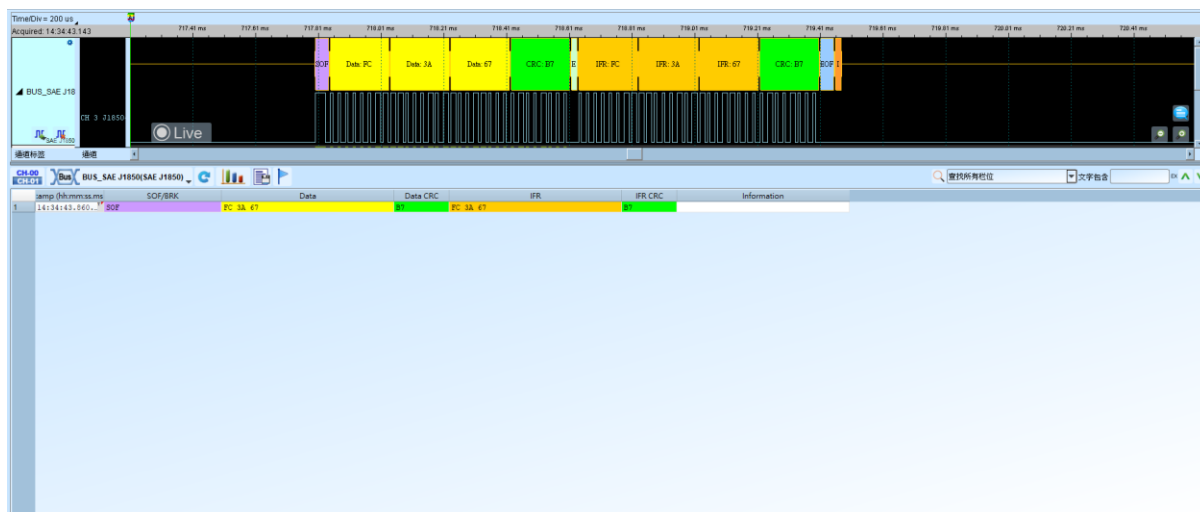 Time/Div = 200 us
Acquired: 14:34:43.143
717.41 ms 717.61 ms 717.81 ms 718.01 ms 718.21 ms 718.41 ms 718.61 ms 718.81 ms 719.01 ms 719.21 ms 719.41 ms 719.61 ms 719.81 ms 720.01 ms 720.21 ms 720.41 ms
SOF Data: FC Data: 3A Data: 67 CRC: B7 E IFR: FC IFR: 3A IFR: 67 CRC: B7 EOF I
BUS_SAE J18
CH 3 J1850
Live
SAE J1850
通道标签 通道
CH-00
CH-01
Bus BUS_SAE J1850(SAE J1850)
查找所有栏位 文字包含
:amp (hh:mm:ss.ms SOF/BRK Data Data CRC IFR IFR CRC Information
1 14:34:43.860... SOF FC 3A 67 B7 FC 3A 67 B7